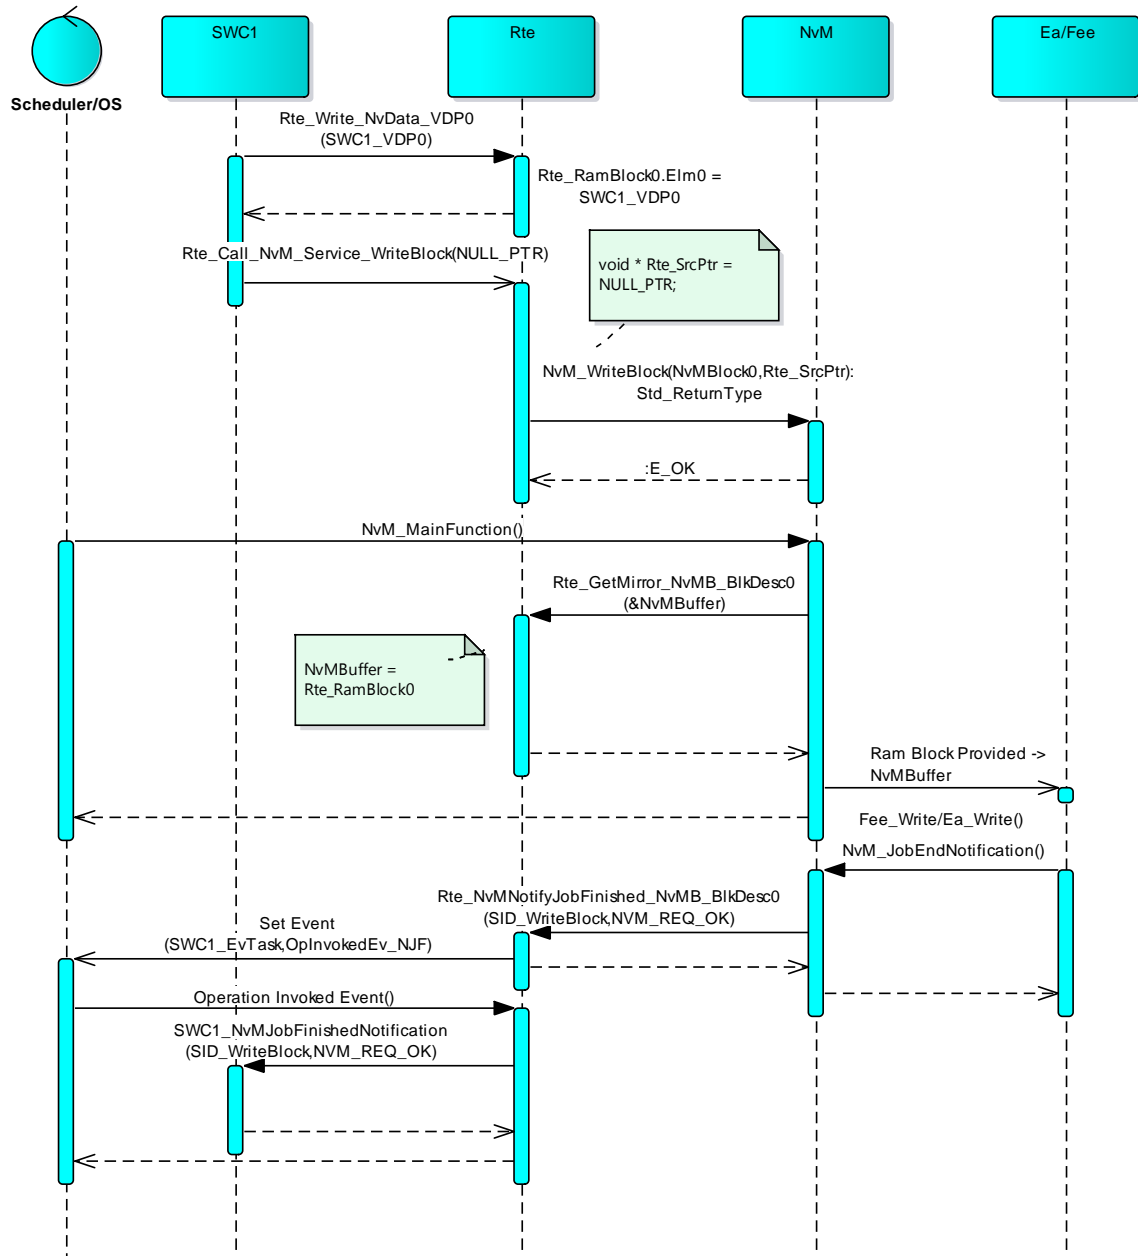 SWC1
Rte
NvM
Ea/Fee
Scheduler/OS
Rte_Write_NvData_VDP0
(SWC1_VDP0)
Rte_RamBlock0.Elm0 =
SWC1_VDP0
Rte_Call_NvM_Service_WriteBlock(NULL_PTR)
void * Rte_SrcPtr =
NULL_PTR;
NvM_WriteBlock(NvMBlock0,Rte_SrcPtr):
Std_ReturnType
:E_OK
NvM_MainFunction()
Rte_GetMirror_NvMB_BlkDesc0
(&NvMBuffer)
NvMBuffer =
Rte_RamBlock0
Ram Block Provided ->
NvMBuffer
Fee_Write/Ea_Write()
NvM_JobEndNotification()
Rte_NvMNotifyJobFinished_NvMB_BlkDesc0
(SID_WriteBlock,NVM_REQ_OK)
Set Event
(SWC1_EvTask,OpInvokedEv_NJF)
Operation Invoked Event()
SWC1_NvMJobFinishedNotification
(SID_WriteBlock,NVM_REQ_OK)